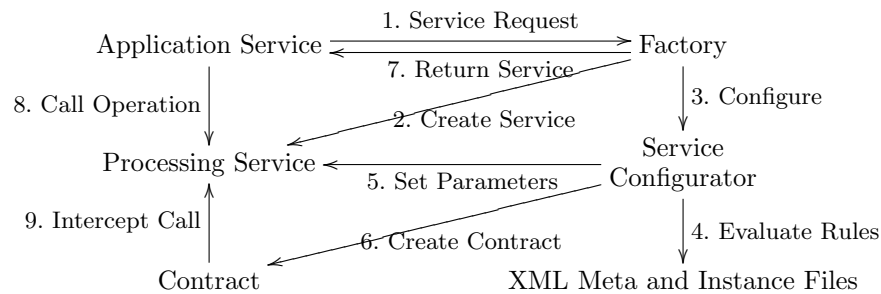 1. Service Request
Application Service
Factory
7. Return Service
8. Call Operation
3. Configure
2. Create Service
Processing Service
Service
Configurator
5. Set Parameters
9. Intercept Call
4. Evaluate Rules
6. Create Contract
Contract
XML Meta and Instance Files